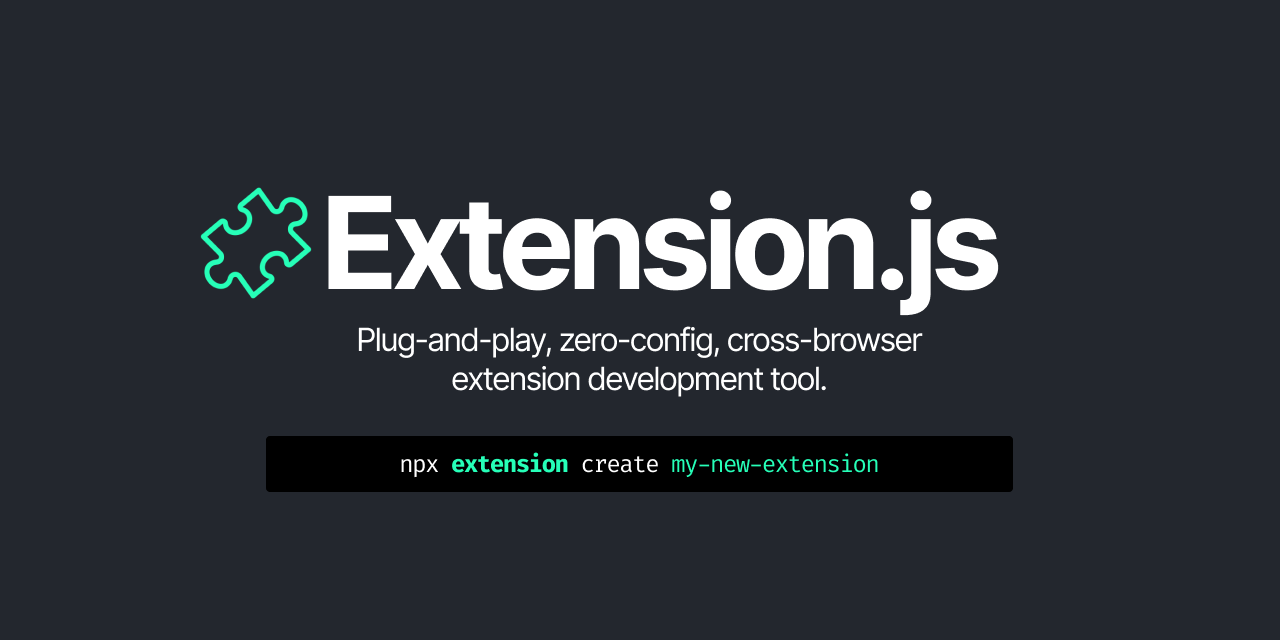 Extension.js
Plug-and-play, zero-config, cross-browser
extension development tool.
npx extension create my-new-extension